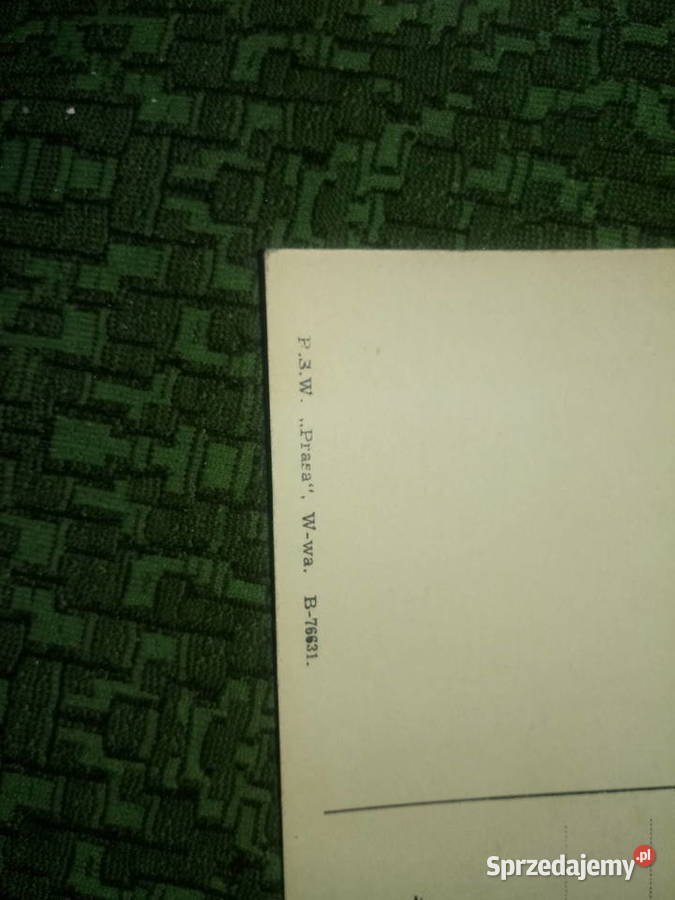 R.S.W. „Prasa“, W-wa. B-76631.
Sprzedajemy.pl